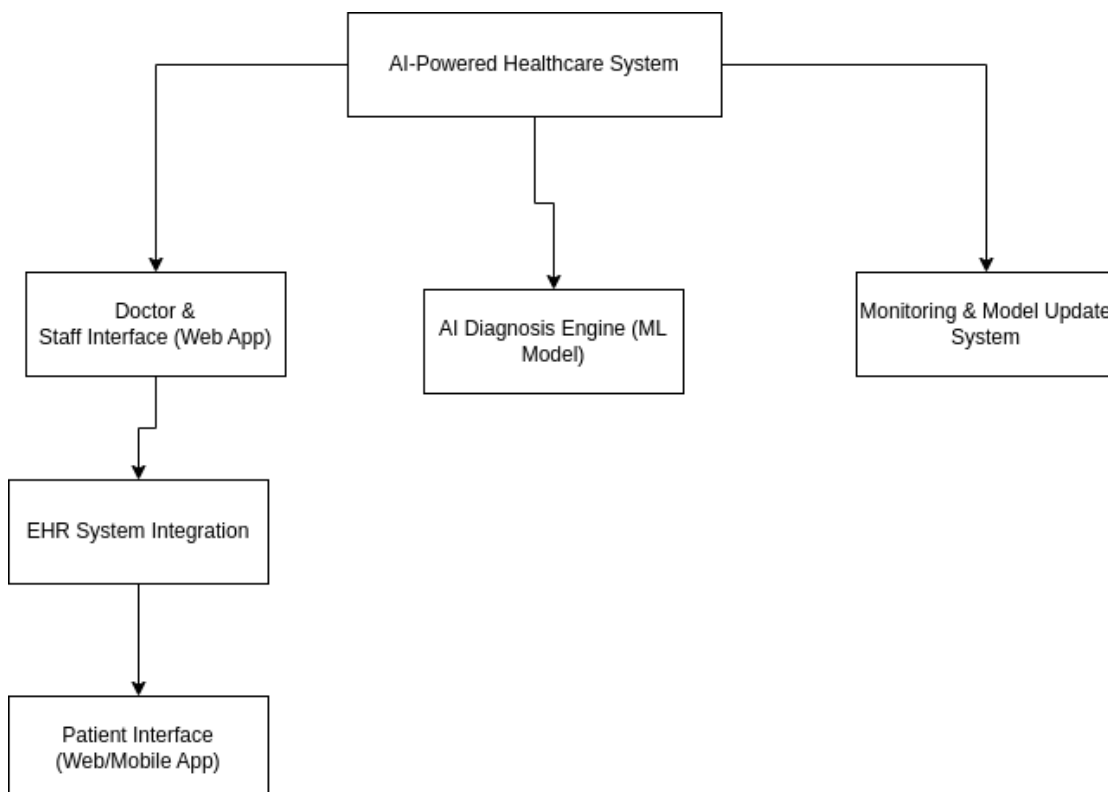 AI-Powered Healthcare System
Doctor &
Staff Interface (Web App)
AI Diagnosis Engine (ML
Model)
Monitoring & Model Update
System
EHR System Integration
Patient Interface
(Web/Mobile App)